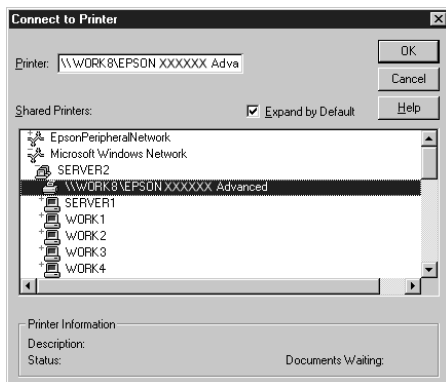 Connect to Printer
Printer: \\WORK8\EPSON XXXXXX Adva
OK
Cancel
Help
Shared Printers:
Expand by Default
EpsonPeripheralNetwork
Microsoft Windows Network
SERVER2
\\WORK8\EPSON XXXXXX Advanced
SERVER1
WORK1
WORK2
WORK3
WORK4
Printer Information
Description:
Status:
Documents Waiting: